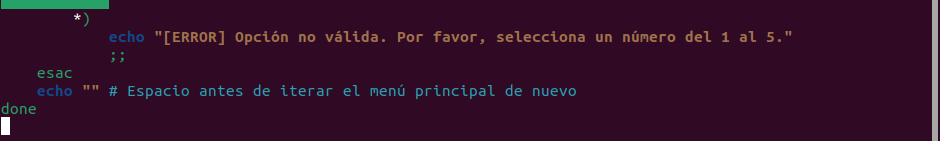 *)
echo "[ERROR] Opción no válida. Por favor, selecciona un número del 1 al 5."
;;
esac
echo "" # Espacio antes de iterar el menú principal de nuevo
done